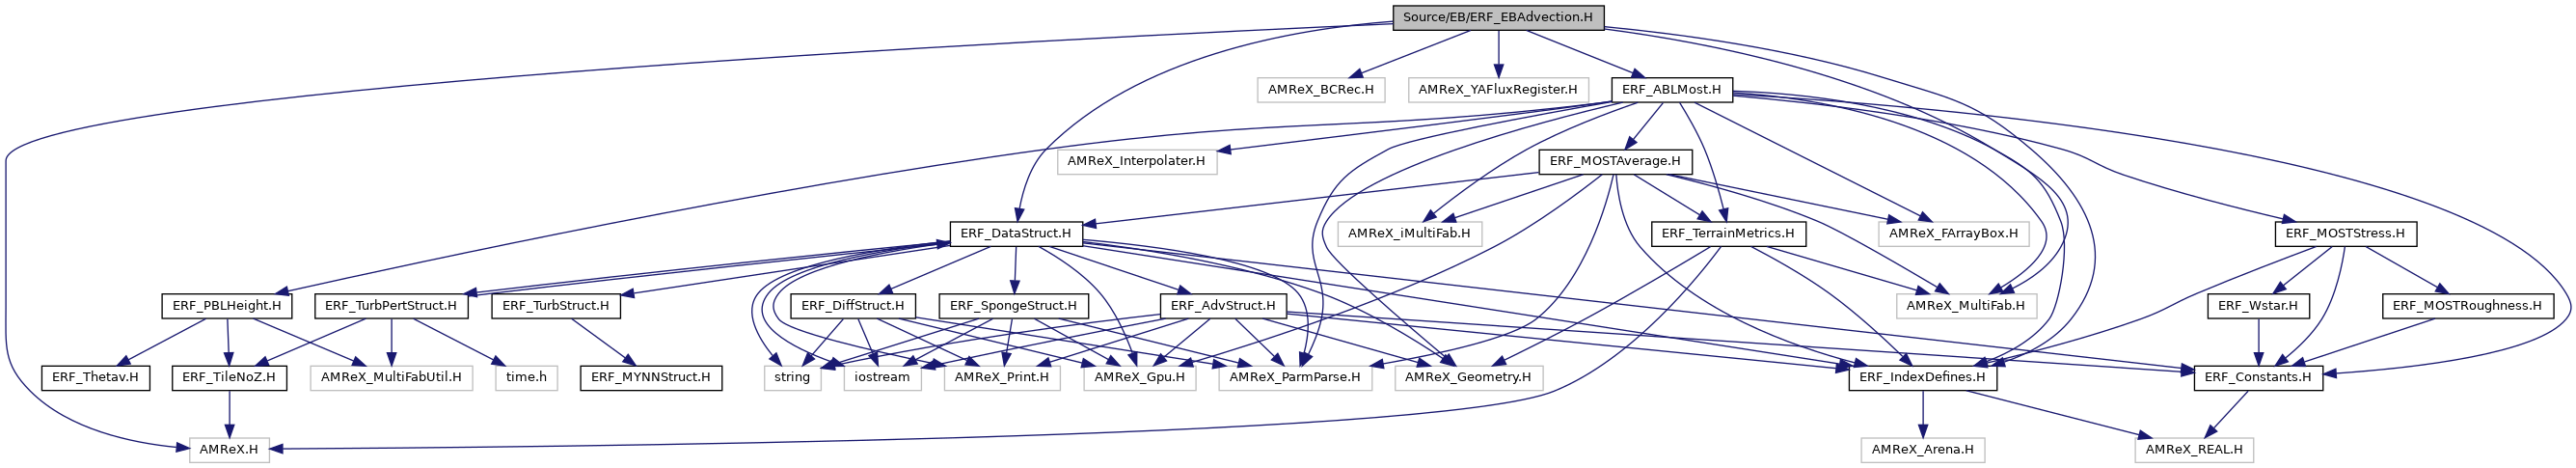 Source/EB/ERF_EBAdvection.H
AMReX_BCRec.H
AMReX_YAFluxRegister.H
ERF_ABLMost.H
AMReX_Interpolater.H
ERF_MOSTAverage.H
ERF_DataStruct.H
AMReX_iMultiFab.H
ERF_TerrainMetrics.H
AMReX_FArrayBox.H
ERF_MOSTStress.H
ERF_PBLHeight.H
ERF_TurbPertStruct.H
ERF_TurbStruct.H
ERF_DiffStruct.H
ERF_SpongeStruct.H
ERF_AdvStruct.H
AMReX_MultiFab.H
ERF_Wstar.H
ERF_MOSTRoughness.H
ERF_Thetav.H
ERF_TileNoZ.H
AMReX_MultiFabUtil.H
time.h
ERF_MYNNStruct.H
string
iostream
AMReX_Print.H
AMReX_Gpu.H
AMReX_ParmParse.H
AMReX_Geometry.H
ERF_IndexDefines.H
ERF_Constants.H
AMReX.H
AMReX_Arena.H
AMReX_REAL.H